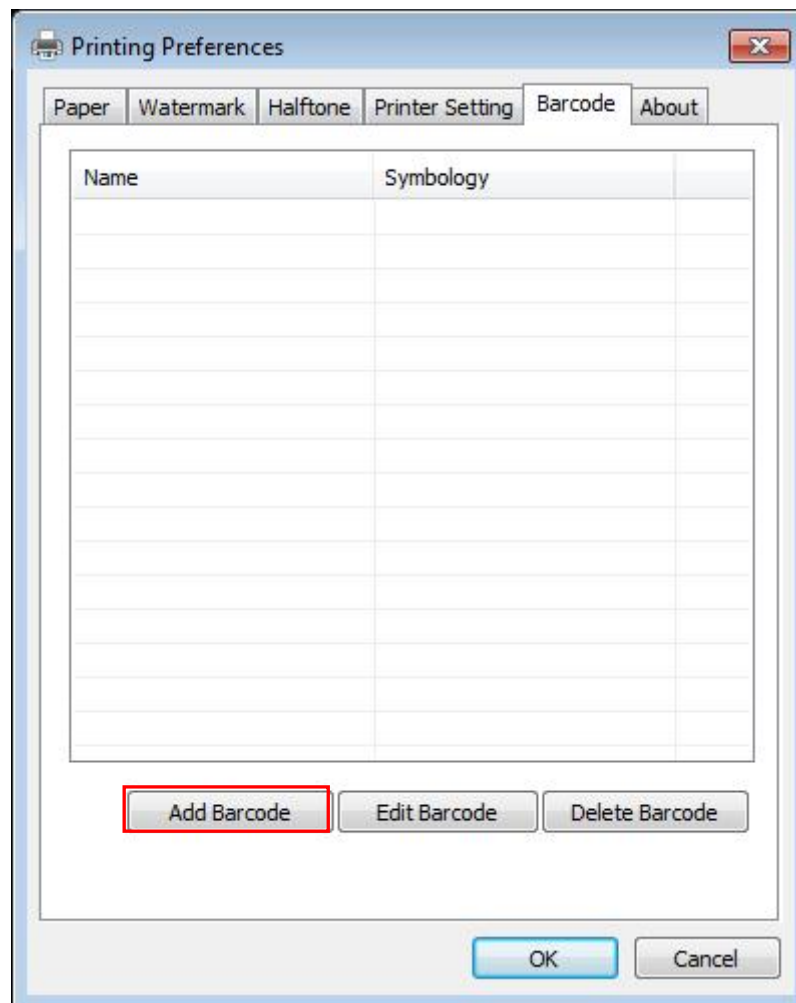 Printing Preferences
Paper Watermark Halftone Printer Setting Barcode About
Name Symbology
Add Barcode Edit Barcode Delete Barcode
OK Cancel